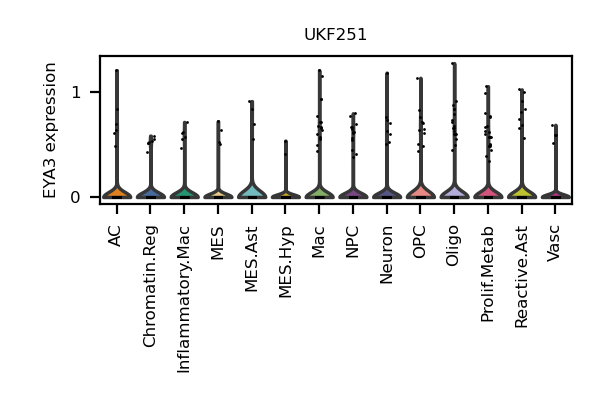 UKF251
EYA3 expression
1
0
AC
Chromatin.Reg
Inflammatory.Mac
MES
MES.Ast
MES.Hyp
Mac
NPC
Neuron
OPC
Oligo
Prolif.Metab
Reactive.Ast
Vasc